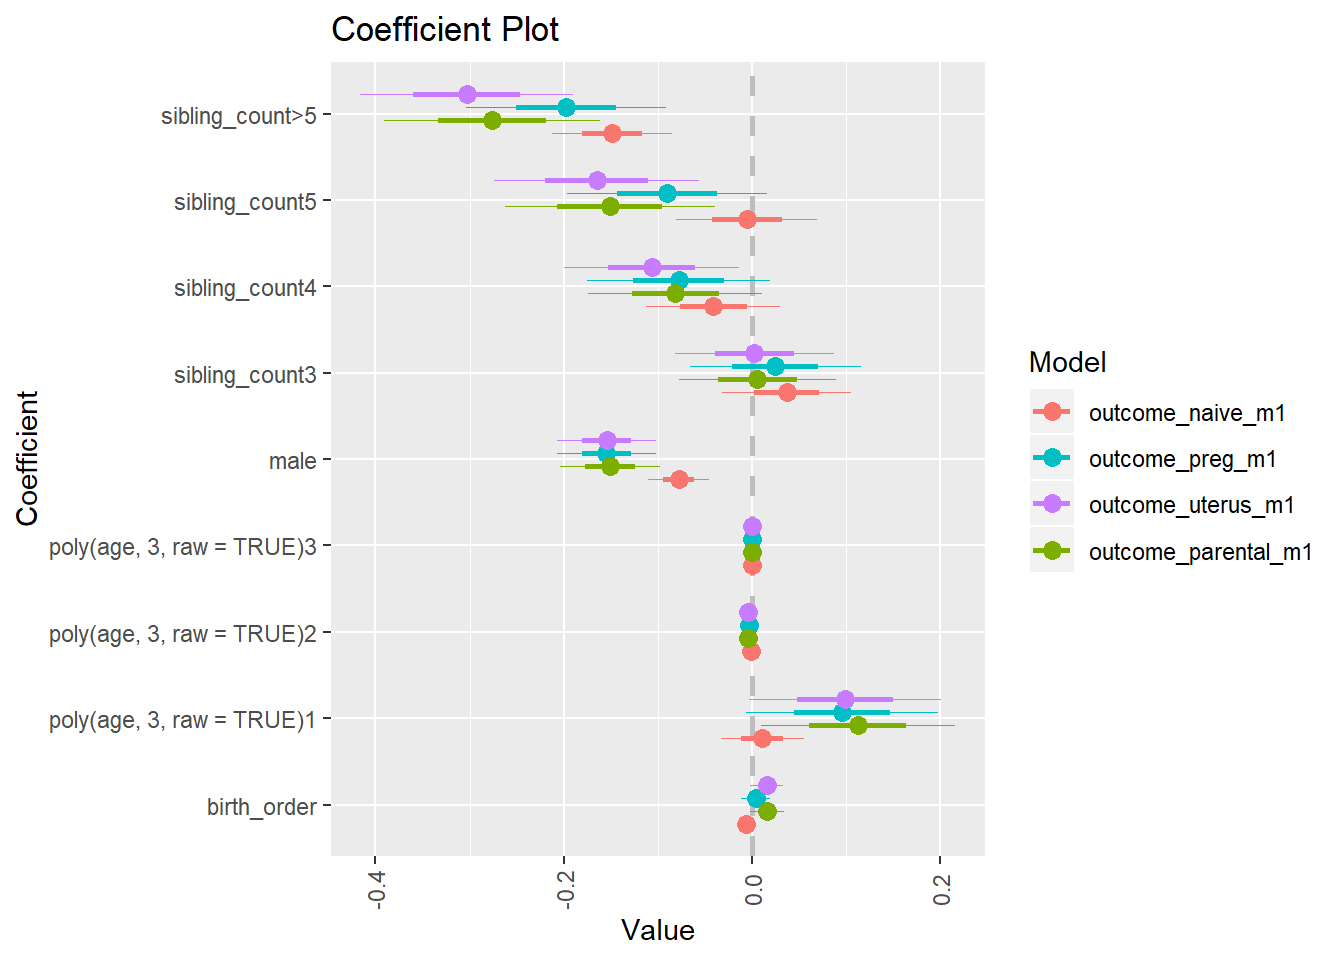 Coefficient Plot
sibling_count>5
sibling_count5
sibling_count4
sibling_count3
male
poly(age, 3, raw = TRUE)3
poly(age, 3, raw = TRUE)2
poly(age, 3, raw = TRUE)1
birth_order
Coefficient
-0.4
-0.2
0.0
0.2
Value
Model
outcome_naive_m1
outcome_preg_m1
outcome_uterus_m1
outcome_parental_m1